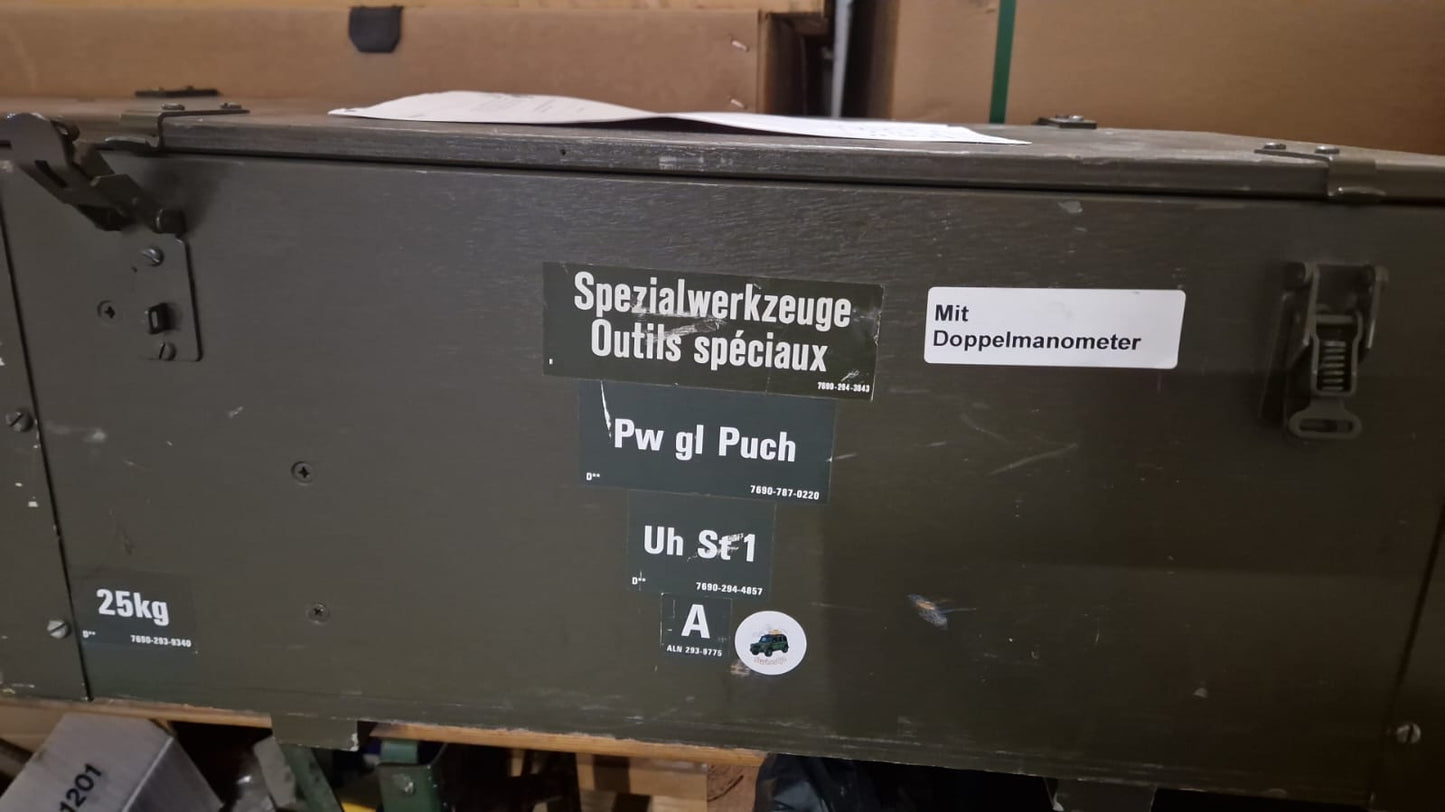 Spezialwerkzeuge
Outils spéciaux
7690-294-3843
Mit
Doppelmanometer
Pw gl Puch
D**
7690-787-0220
Uh St 1
D**
7690-294-4857
A
ALN 293-9775
25kg
D**
7690-293-9340
1201